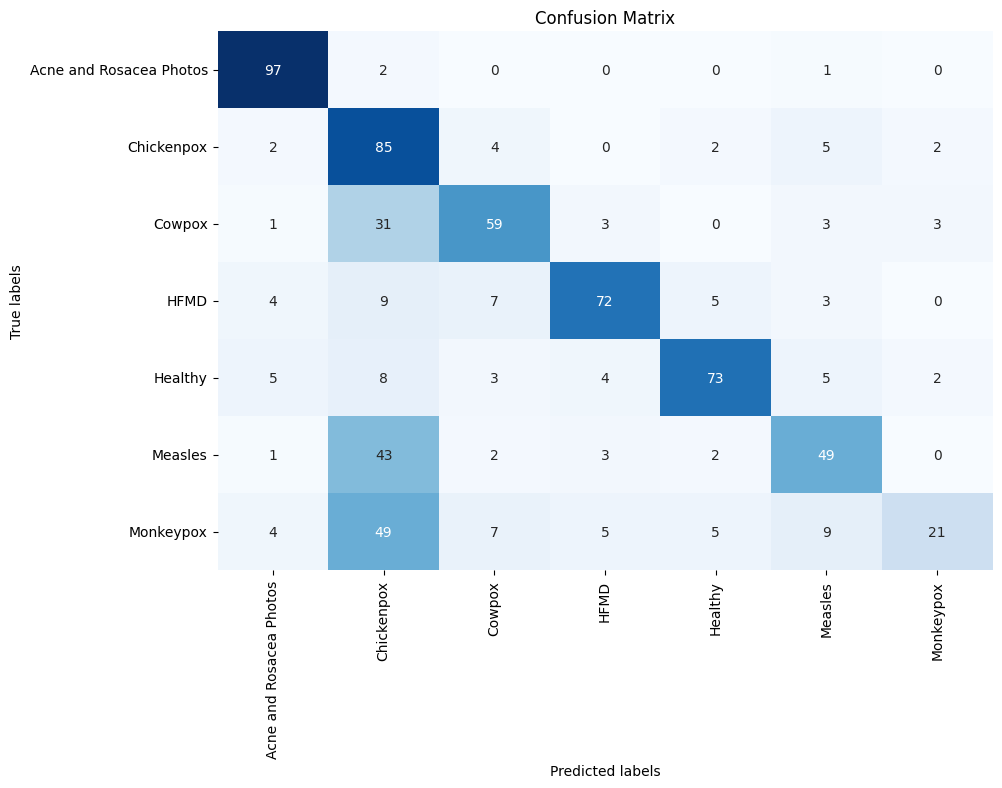 Confusion Matrix
True labels
Acne and Rosacea Photos 97 2 0 0 0 1 0
Chickenpox 2 85 4 0 2 5 2
Cowpox 1 31 59 3 0 3 3
HFMD 4 9 7 72 5 3 0
Healthy 5 8 3 4 73 5 2
Measles 1 43 2 3 2 49 0
Monkeypox 4 49 7 5 5 9 21
Acne and Rosacea Photos
Chickenpox
Cowpox
HFMD
Healthy
Measles
Monkeypox
Predicted labels